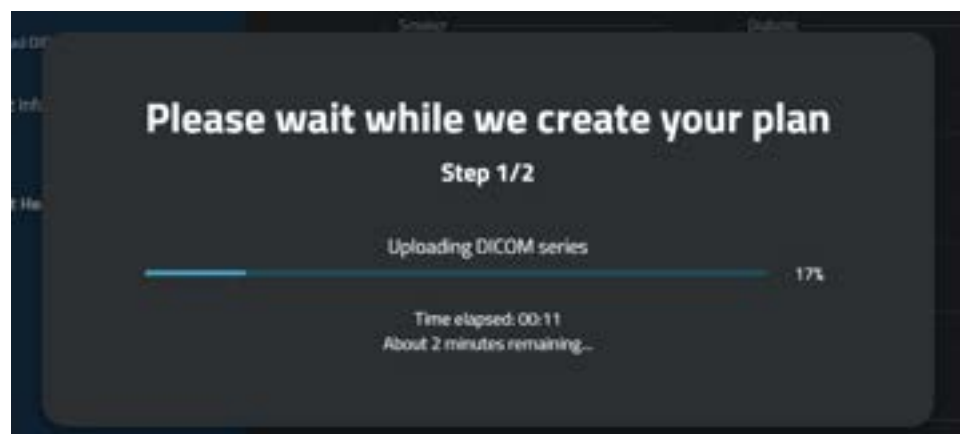 Please wait while we create your plan
Step 1/2
Uploading DICOM series
17%
Time elapsed: 00:11
About 2 minutes remaining...